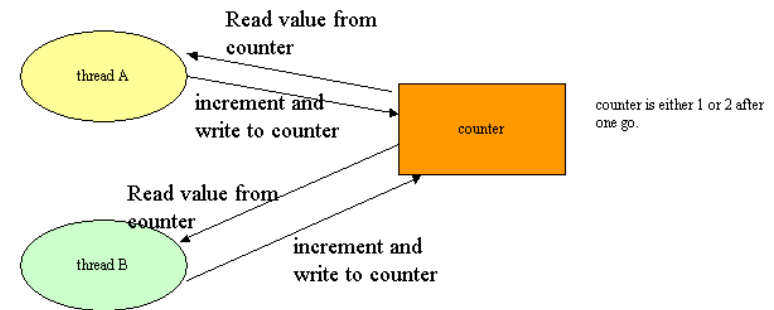 Read value from
counter
thread A
increment and
write to counter
counter
counter is either 1 or 2 after
one go.
Read value from
counter
thread B
increment and
write to counter